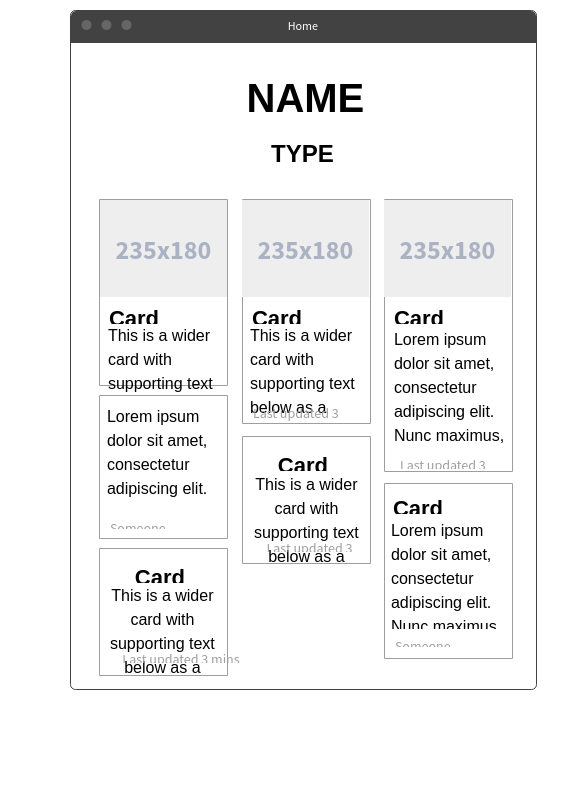 Home
NAME
TYPE
235x180
Card
This is a wider
card with
supporting text
Lorem ipsum
dolor sit amet,
consectetur
adipiscing elit.
Someone
Card
This is a wider
card with
supporting text
below as a
Last updated 3 mins
235x180
Card
This is a wider
card with
supporting text
below as a
Last updated 3
Card
This is a wider
card with
supporting text
below as a
Last updated 3
235x180
Card
Lorem ipsum
dolor sit amet,
consectetur
adipiscing elit.
Nunc maximus,
Last updated 3
Card
Lorem ipsum
dolor sit amet,
consectetur
adipiscing elit.
Nunc maximus
Someone